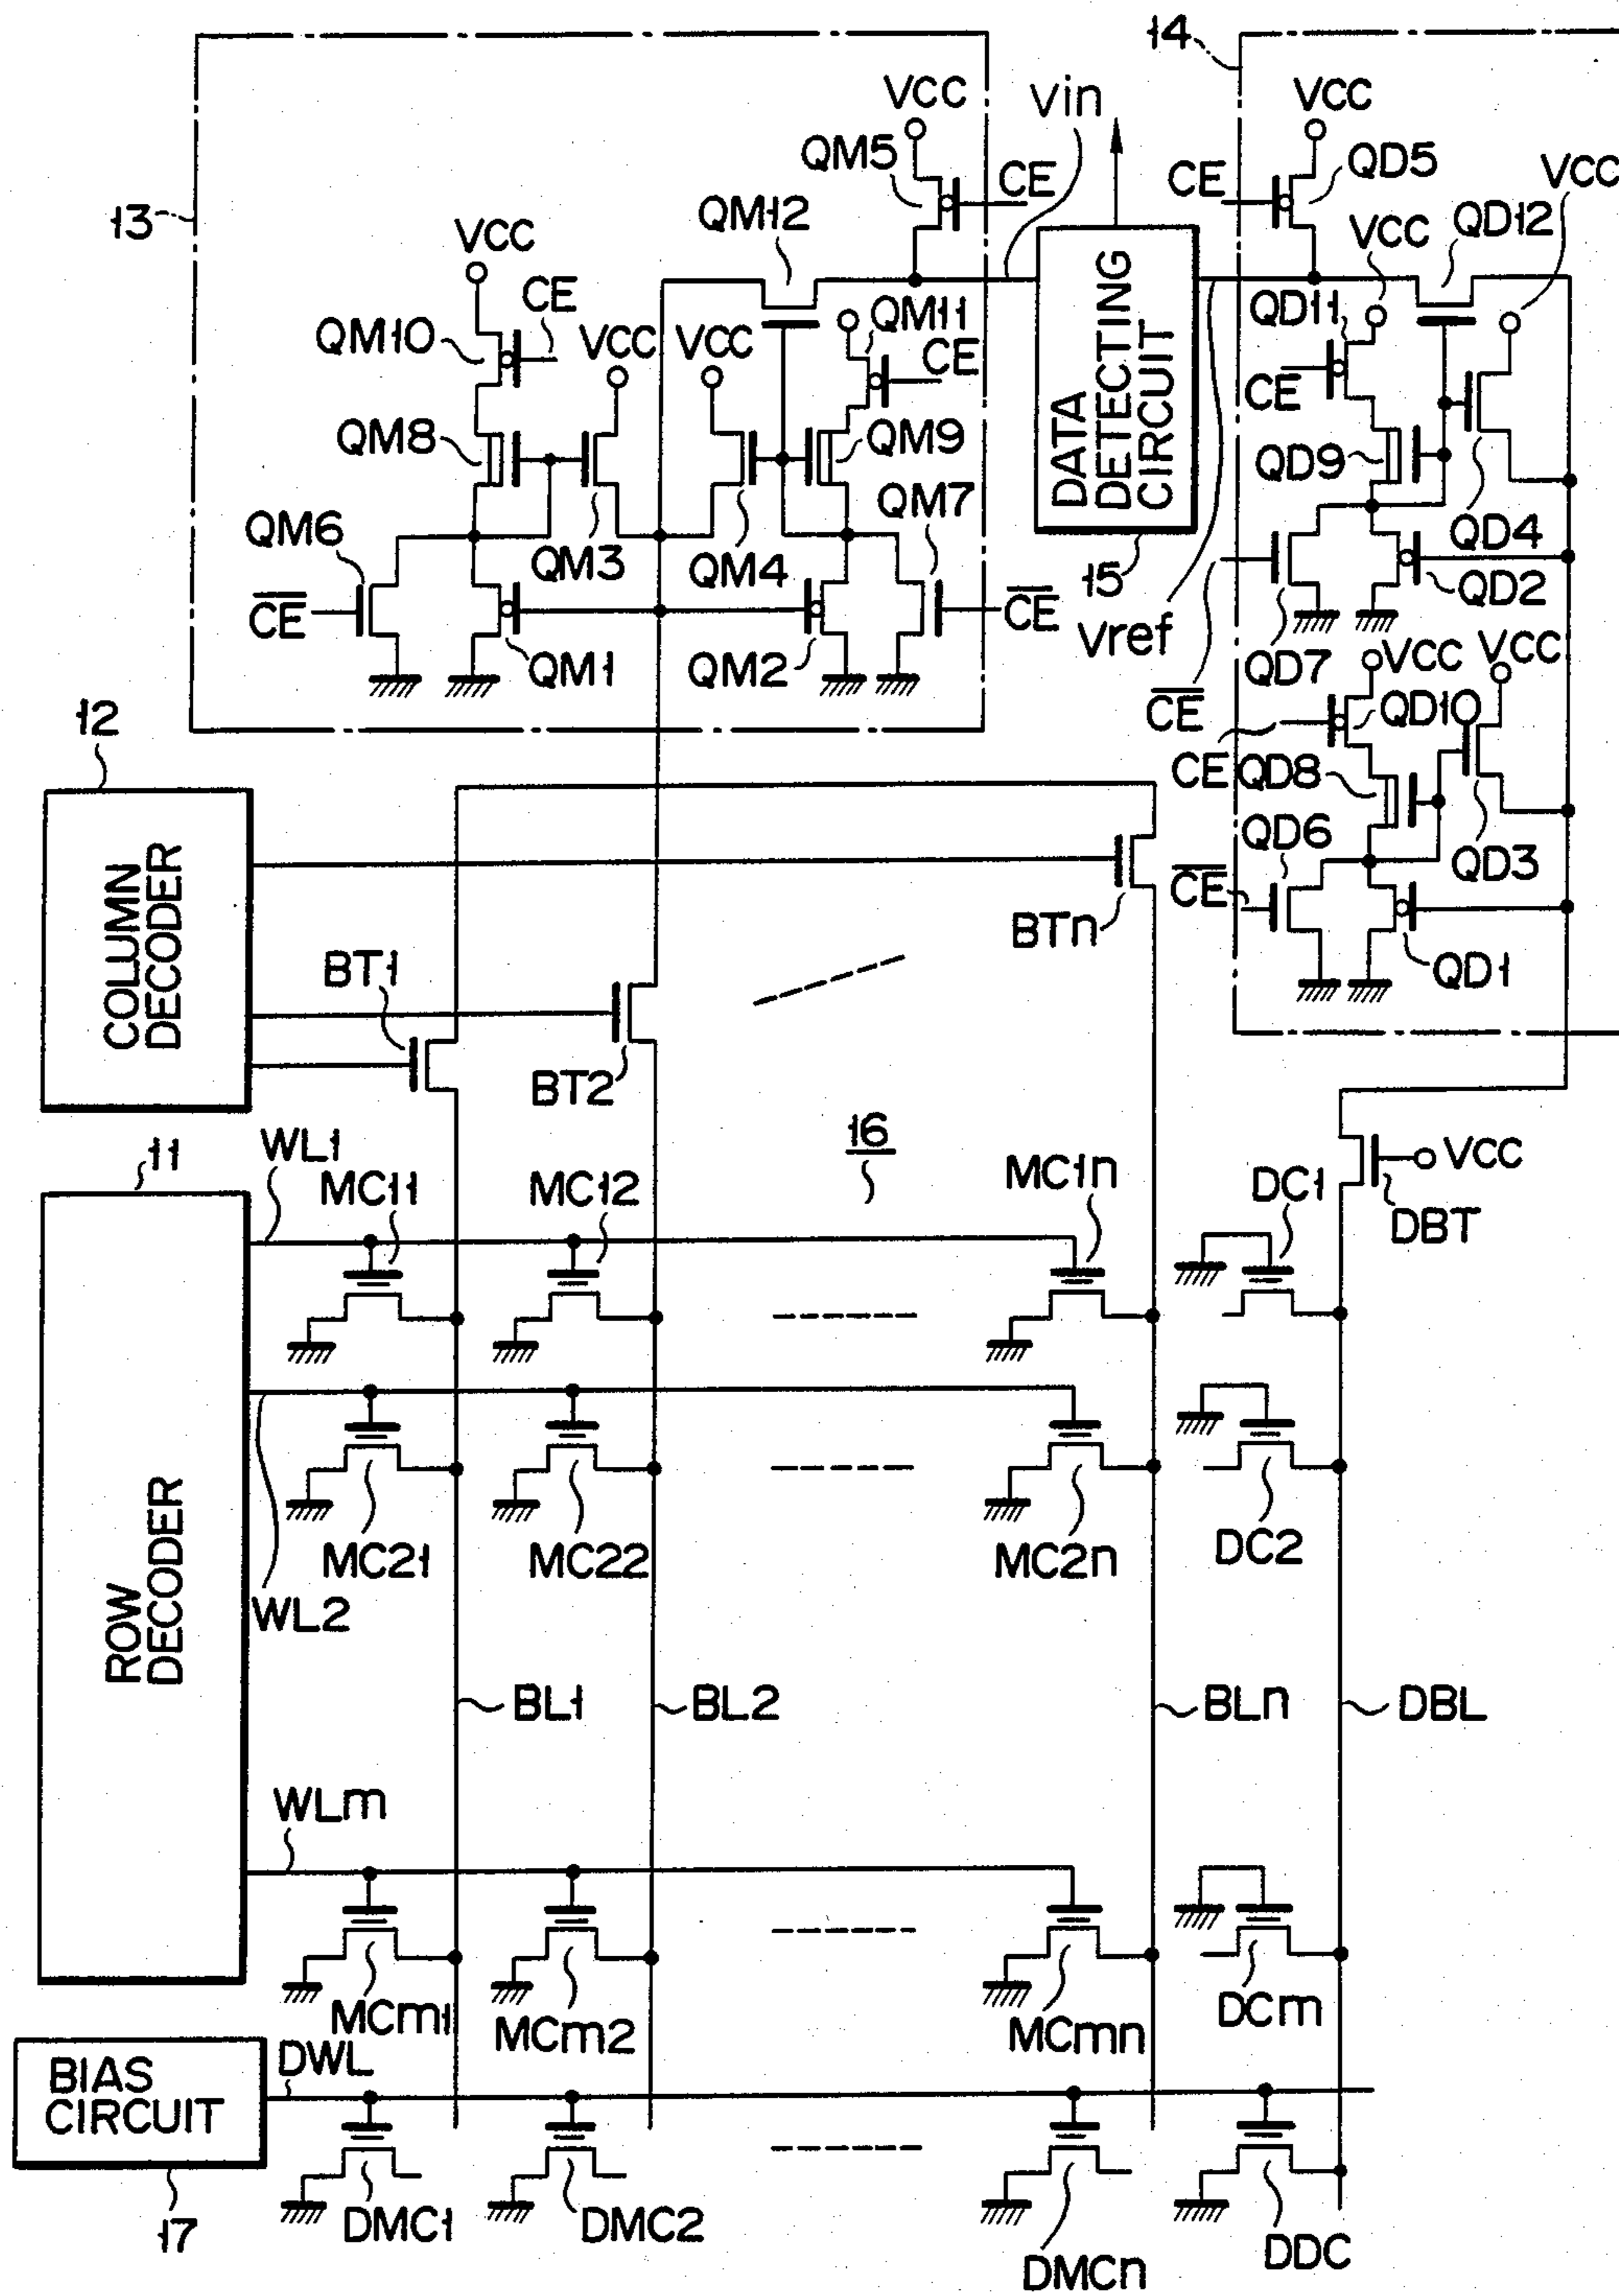 14
VCC
Vin
VCC
QM5
CE
CE
QD5
VCC
13
QM12
VCC
QD12
VCC
CE
QM11
QD11
QM10
VCC
VCC
CE
CE
DATA
DETECTING
CIRCUIT
QM8
QM9
QD9
QM6
QM7
QM3
QM4
15
QD4
QD2
C̅E̅
C̅E̅
Vref
QM1
QM2
QD7
VCC
VCC
12
C̅E̅
QD10
CE
QD8
COLUMN
DECODER
QD6
QD3
C̅E̅
BTn
BT1
QD1
BT2
11
WL1
16
MC11
MC12
MC1n
DC1
VCC
DBT
ROW
DECODER
MC21
MC22
MC2n
DC2
WL2
BL1
BL2
BLn
DBL
WLm
MCm1
MCm2
MCmn
DCm
BIAS
CIRCUIT
DWL
17
DMC1
DMC2
DMCn
DDC